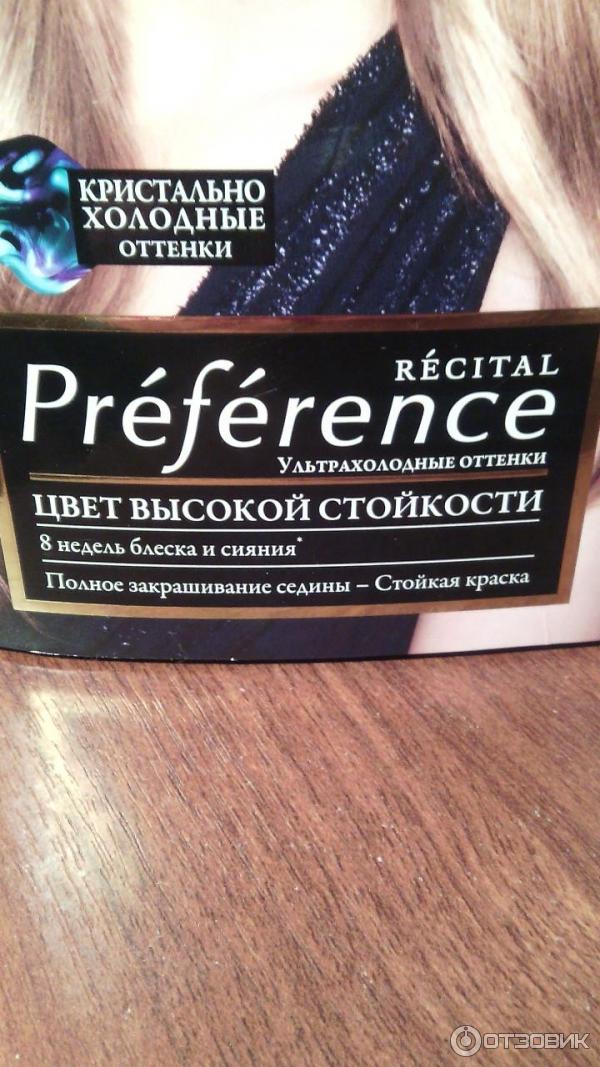 КРИСТАЛЬНО
ХОЛОДНЫЕ
ОТТЕНКИ
RÉCITAL
Préférence
УЛЬТРАХОЛОДНЫЕ ОТТЕНКИ
ЦВЕТ ВЫСОКОЙ СТОЙКОСТИ
8 недель блеска и сияния*
Полное закрашивание седины – Стойкая краска
ОТЗОВИК